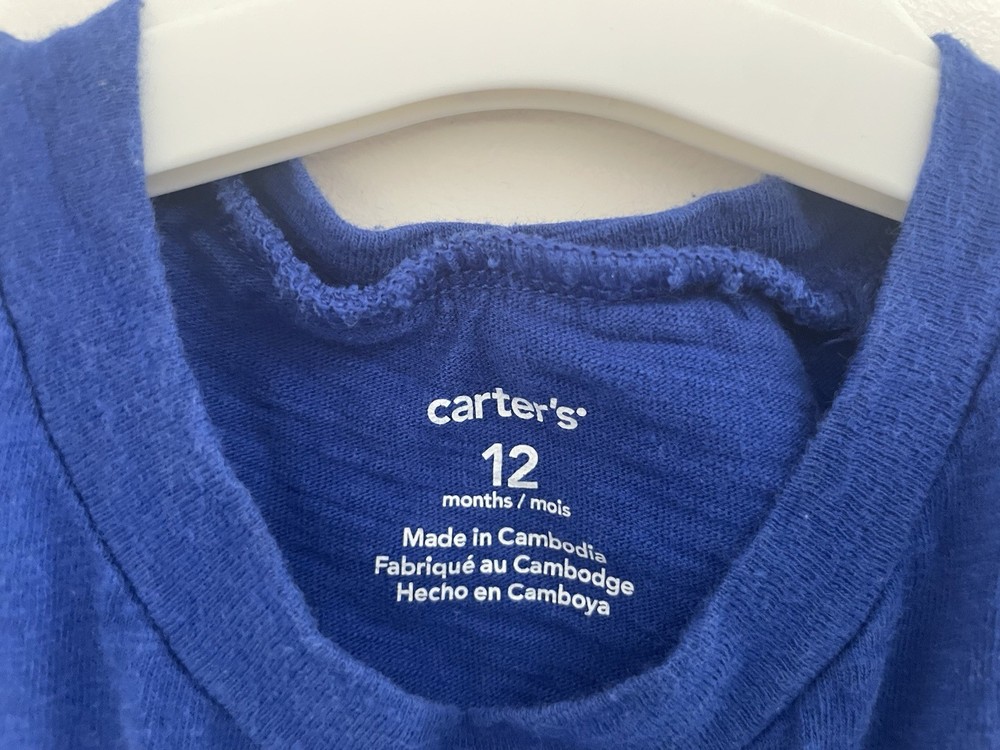 carter's
12
months / mois
Made in Cambodia
Fabriqué au Cambodge
Hecho en Camboya